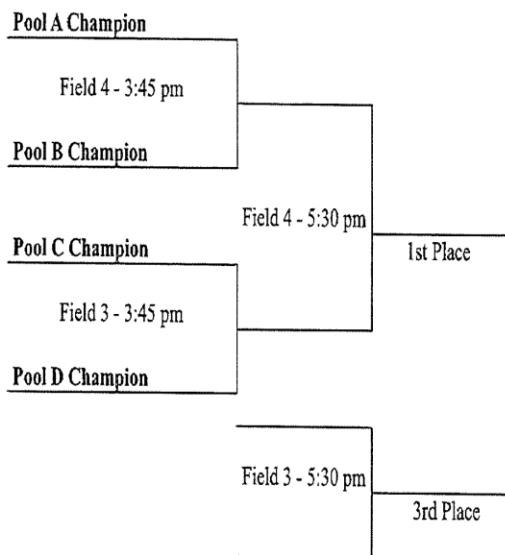 Pool A Champion
Field 4 - 3:45 pm
Pool B Champion
Field 4 - 5:30 pm
1st Place
Pool C Champion
Field 3 - 3:45 pm
Pool D Champion
Field 3 - 5:30 pm
3rd Place